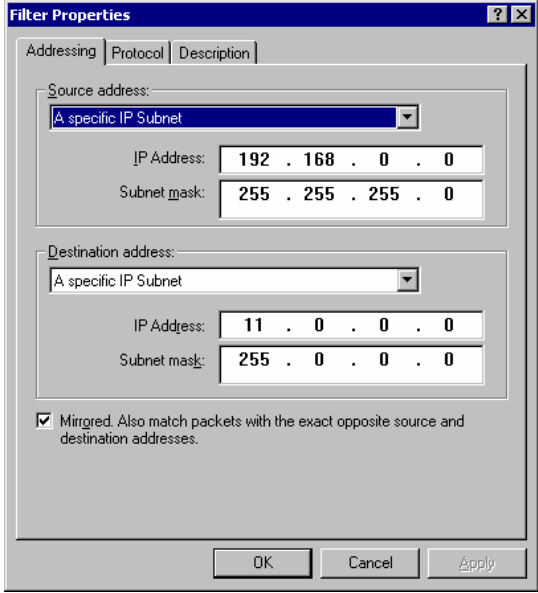 Filter Properties
Addressing Protocol Description
Source address:
A specific IP Subnet
IP Address: 192 . 168 . 0 . 0
Subnet mask: 255 . 255 . 255 . 0
Destination address:
A specific IP Subnet
IP Address: 11 . 0 . 0 . 0
Subnet mask: 255 . 0 . 0 . 0
Mirrored. Also match packets with the exact opposite source and
destination addresses.
OK Cancel Apply